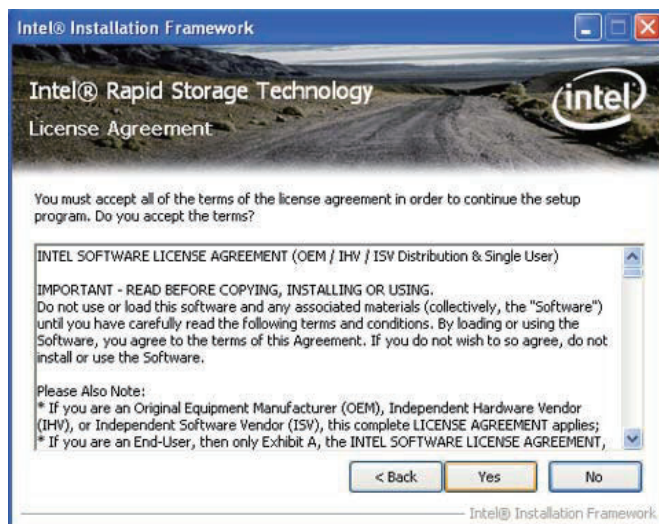 Intel® Installation Framework
Intel® Rapid Storage Technology
License Agreement
intel
You must accept all of the terms of the license agreement in order to continue the setup
program. Do you accept the terms?
INTEL SOFTWARE LICENSE AGREEMENT (OEM / IHV / ISV Distribution & Single User)
IMPORTANT - READ BEFORE COPYING, INSTALLING OR USING.
Do not use or load this software and any associated materials (collectively, the "Software")
until you have carefully read the following terms and conditions. By loading or using the
Software, you agree to the terms of this Agreement. If you do not wish to so agree, do not
install or use the Software.
Please Also Note:
* If you are an Original Equipment Manufacturer (OEM), Independent Hardware Vendor
(IHV), or Independent Software Vendor (ISV), this complete LICENSE AGREEMENT applies;
* If you are an End-User, then only Exhibit A, the INTEL SOFTWARE LICENSE AGREEMENT,
< Back Yes No
Intel® Installation Framework